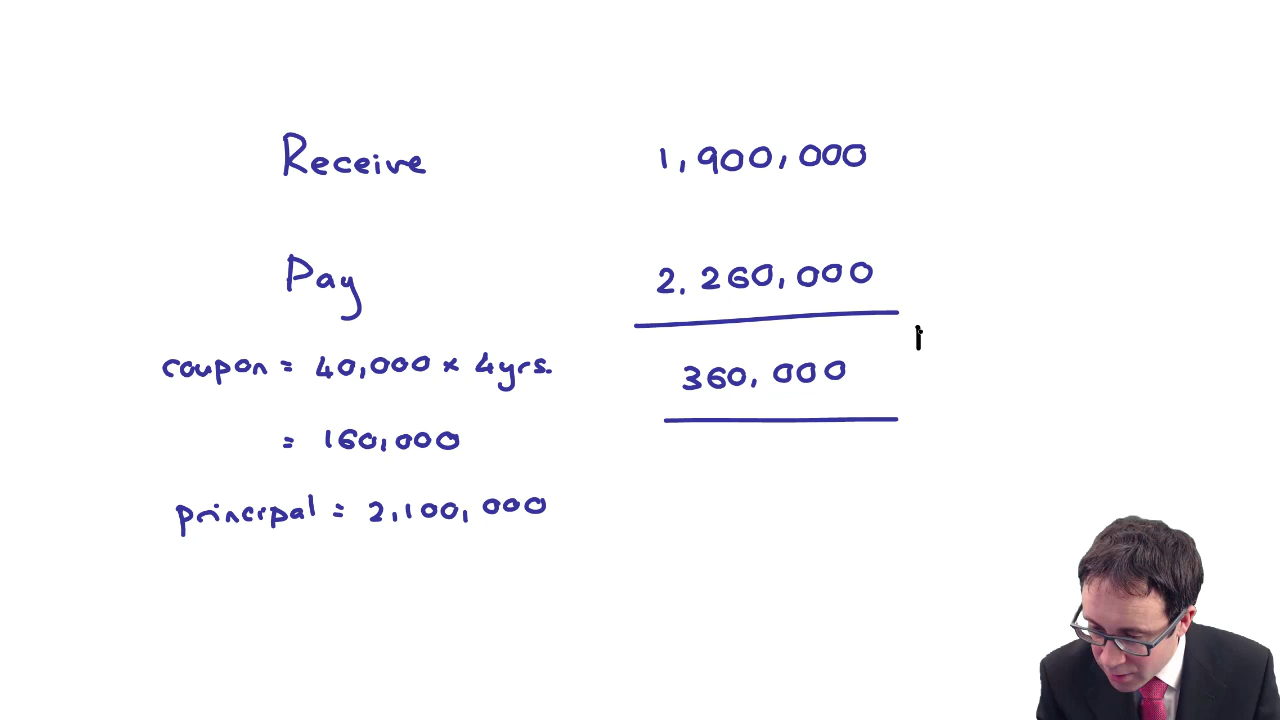 Receive 1,900,000
Pay 2.260,000
coupon = 40,000 × 4yrs.
360,000
= 160,000
principal = 2,100,000